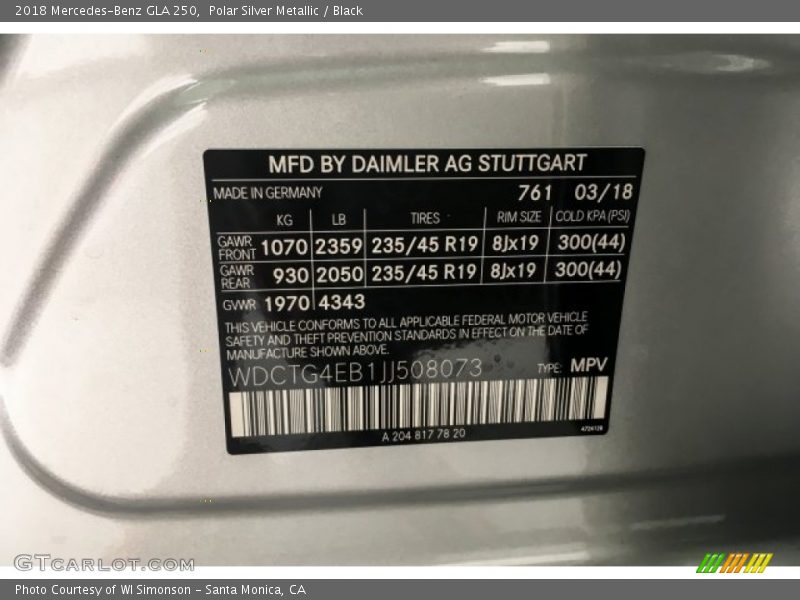 2018 Mercedes-Benz GLA 250,  Polar Silver Metallic / Black
MFD BY DAIMLER AG STUTTGART
MADE IN GERMANY 761 03/18
KG LB TIRES RIM SIZE COLD KPA (PSI)
GAWR FRONT 1070 2359 235/45 R19 8Jx19 300(44)
GAWR REAR 930 2050 235/45 R19 8Jx19 300(44)
GVWR 1970 4343
THIS VEHICLE CONFORMS TO ALL APPLICABLE FEDERAL MOTOR VEHICLE
SAFETY AND THEFT PREVENTION STANDARDS IN EFFECT ON THE DATE OF
MANUFACTURE SHOWN ABOVE.
WDCTG4EB1JJ508073 TYPE: MPV
A 204 817 78 20
GTCARLOT.COM
Photo Courtesy of WI Simonson - Santa Monica, CA